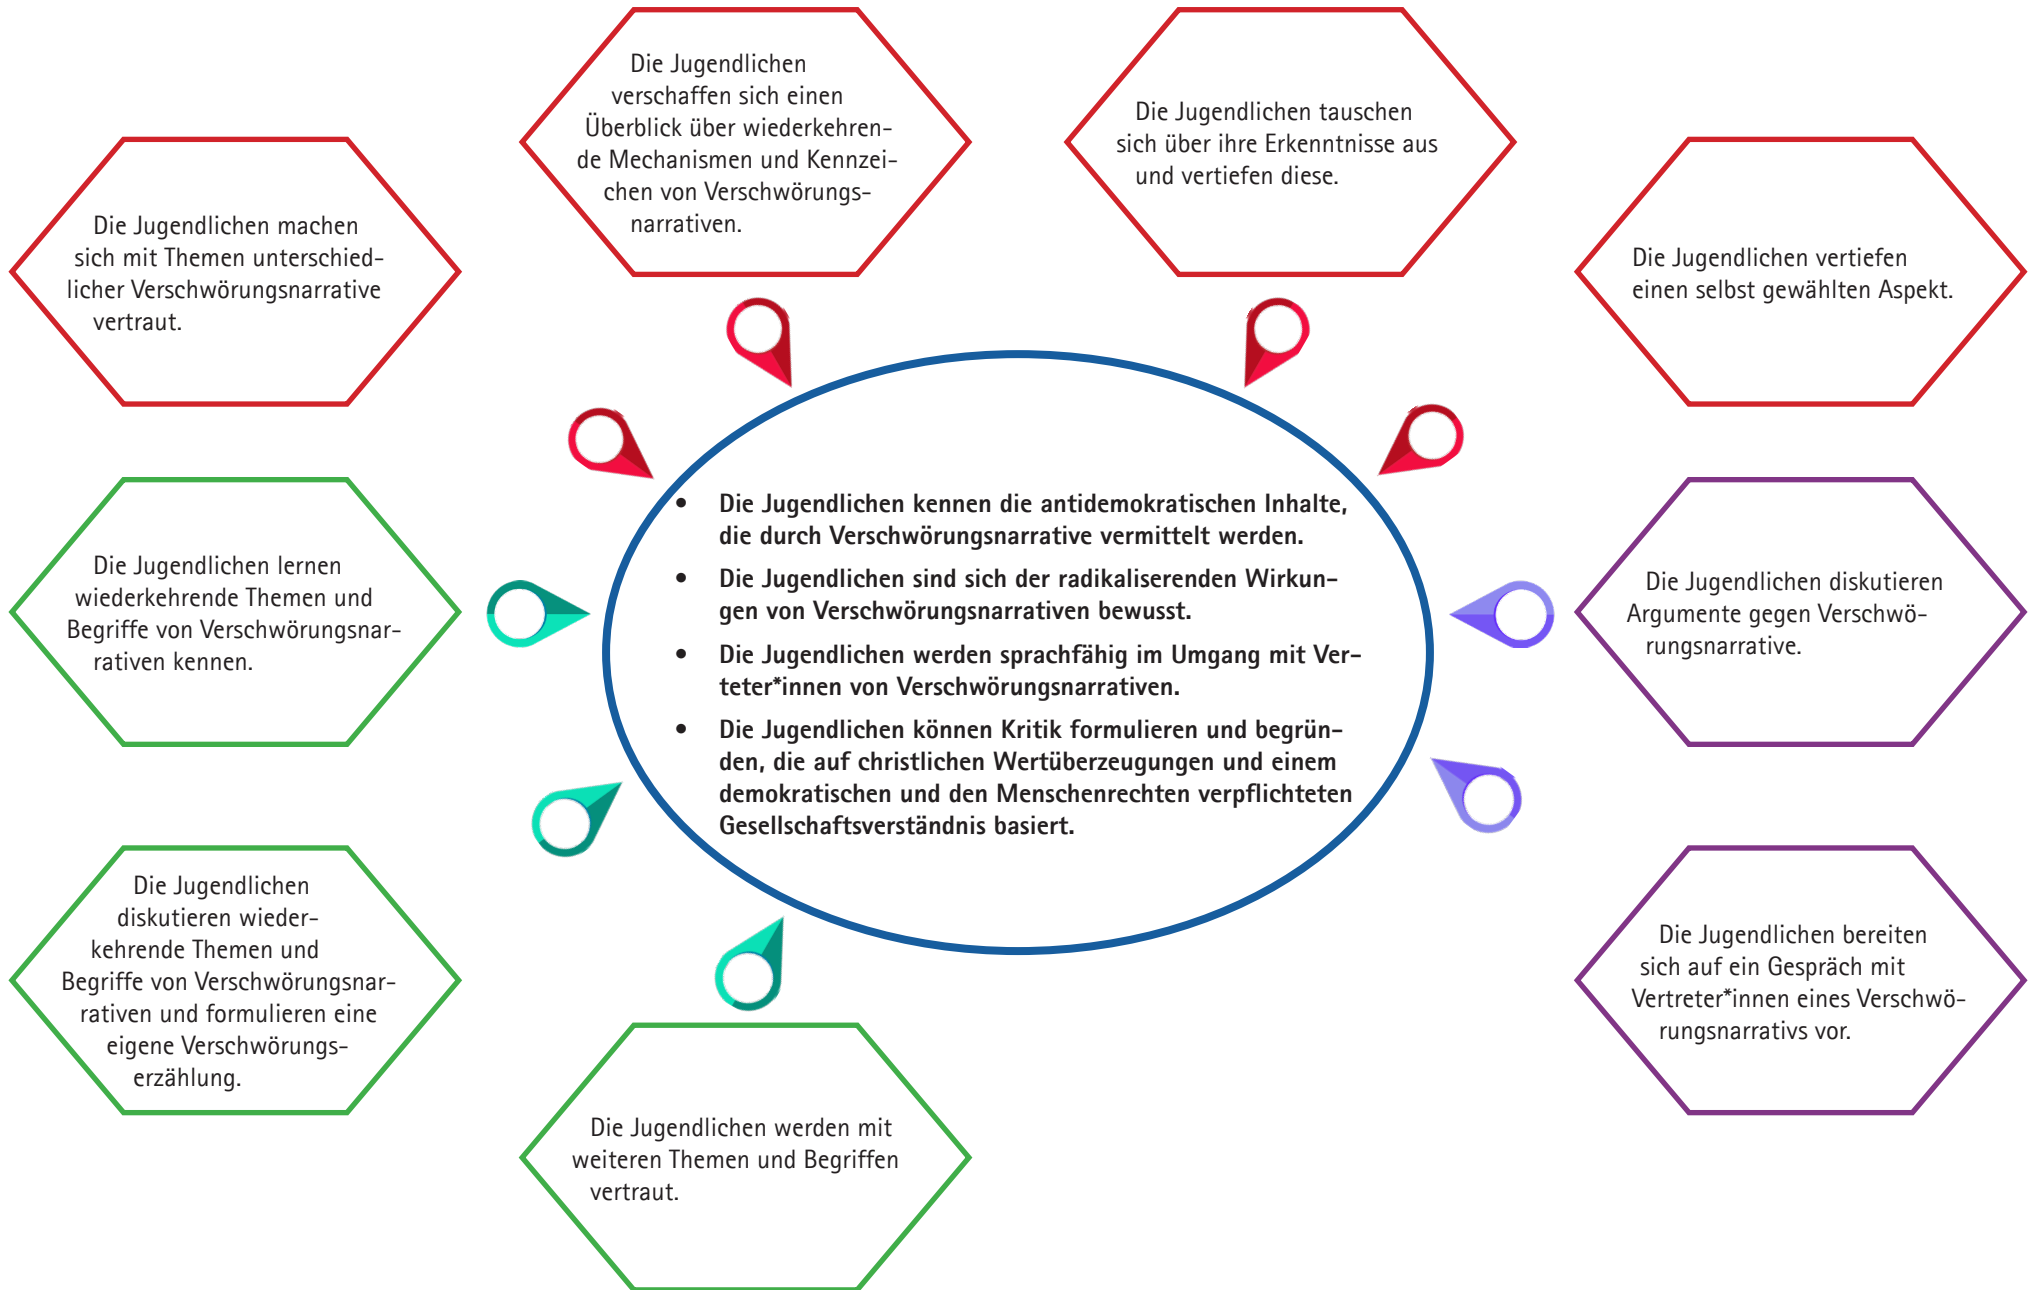 Die Jugendlichen
verschaffen sich einen
Überblick über wiederkehren-
de Mechanismen und Kennzei-
chen von Verschwörungs-
narrativen.
Die Jugendlichen tauschen
sich über ihre Erkenntnisse aus
und vertiefen diese.
Die Jugendlichen machen
sich mit Themen unterschied-
licher Verschwörungsnarrative
vertraut.
Die Jugendlichen vertiefen
einen selbst gewählten Aspekt.
• Die Jugendlichen kennen die antidemokratischen Inhalte,
die durch Verschwörungsnarrative vermittelt werden.
• Die Jugendlichen sind sich der radikaliserenden Wirkun-
gen von Verschwörungsnarrativen bewusst.
• Die Jugendlichen werden sprachfähig im Umgang mit Ver-
teter*innen von Verschwörungsnarrativen.
• Die Jugendlichen können Kritik formulieren und begrün-
den, die auf christlichen Wertüberzeugungen und einem
demokratischen und den Menschenrechten verpflichteten
Gesellschaftsverständnis basiert.
Die Jugendlichen lernen
wiederkehrende Themen und
Begriffe von Verschwörungsnar-
rativen kennen.
Die Jugendlichen diskutieren
Argumente gegen Verschwö-
rungsnarrative.
Die Jugendlichen
diskutieren wieder-
kehrende Themen und
Begriffe von Verschwörungsnar-
rativen und formulieren eine
eigene Verschwörungs-
erzählung.
Die Jugendlichen bereiten
sich auf ein Gespräch mit
Vertreter*innen eines Verschwö-
rungsnarrativs vor.
Die Jugendlichen werden mit
weiteren Themen und Begriffen
vertraut.